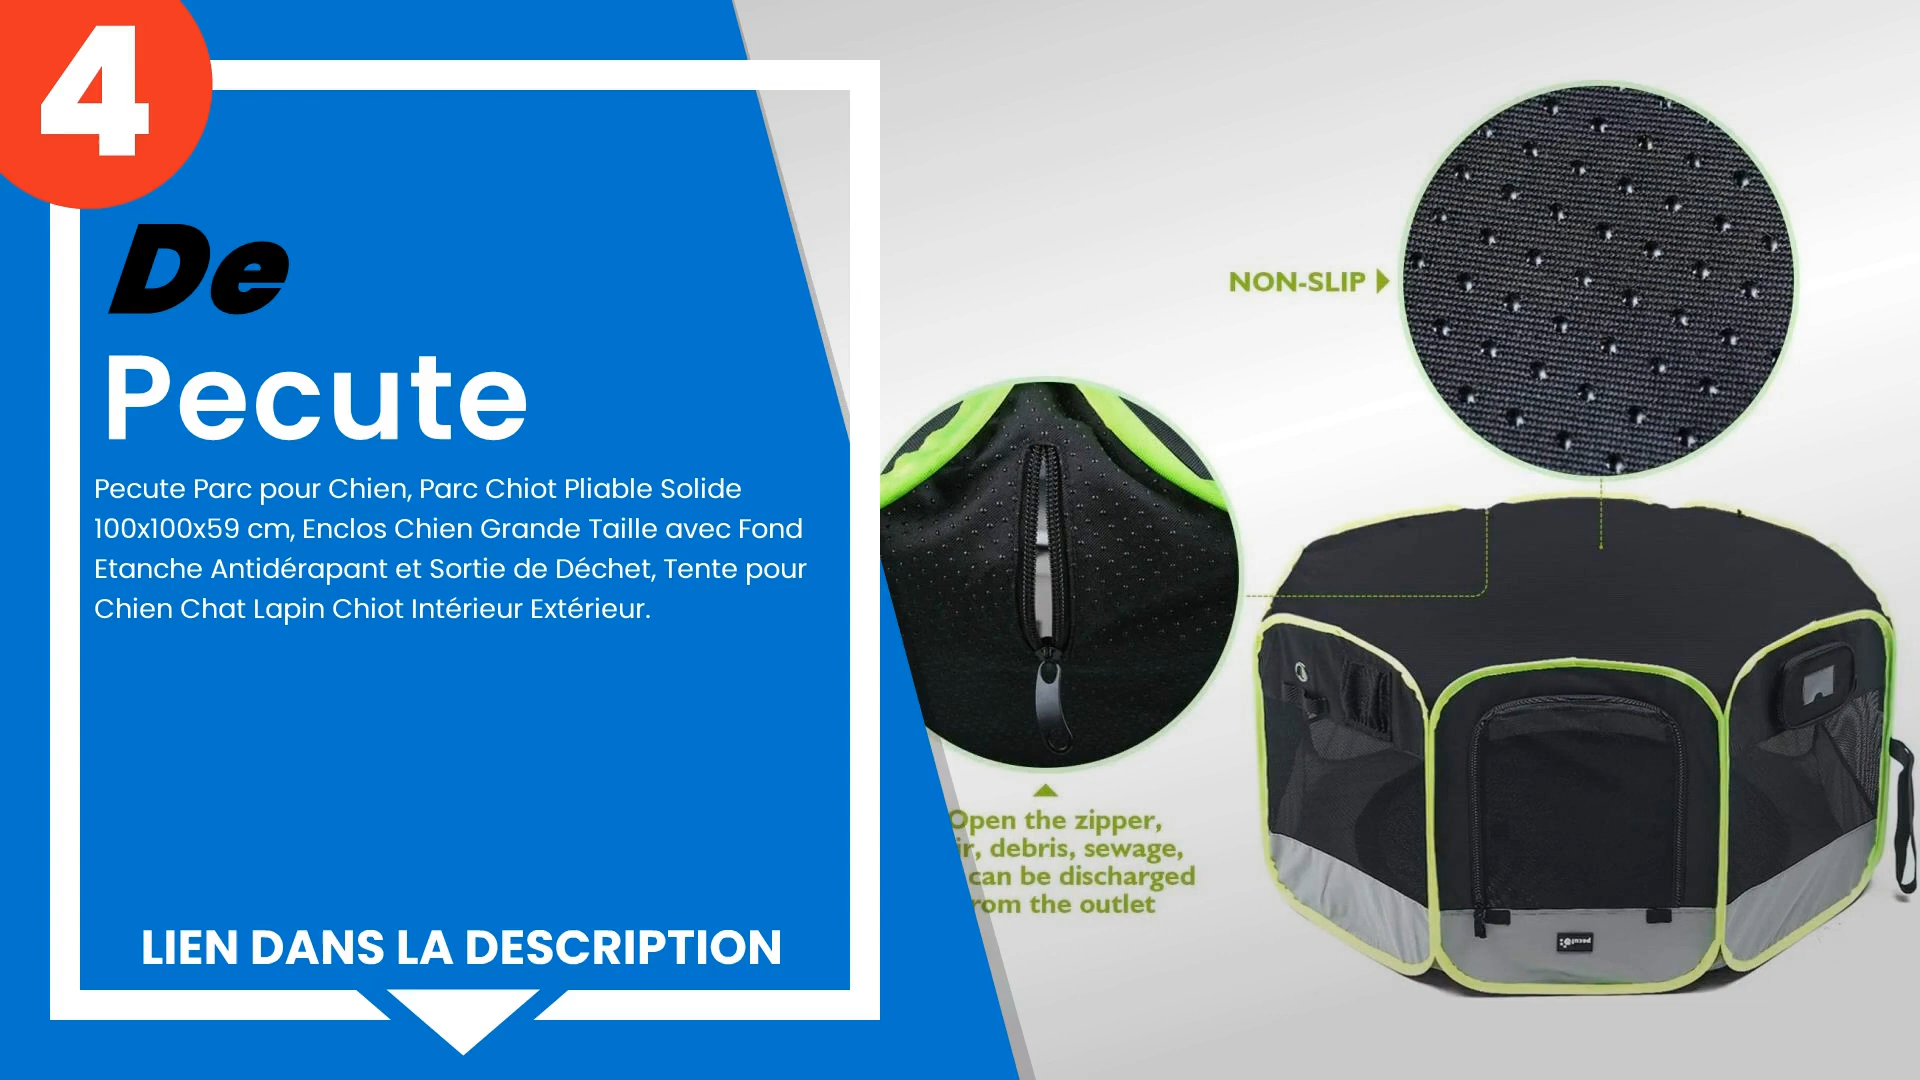 4
De
Pecute
Pecute Parc pour Chien, Parc Chiot Pliable Solide
100x100x59 cm, Enclos Chien Grande Taille avec Fond
Etanche Antidérapant et Sortie de Déchet, Tente pour
Chien Chat Lapin Chiot Intérieur Extérieur.
LIEN DANS LA DESCRIPTION
NON-SLIP
Open the zipper,
debris, sewage,
can be discharged
the outlet
pecute